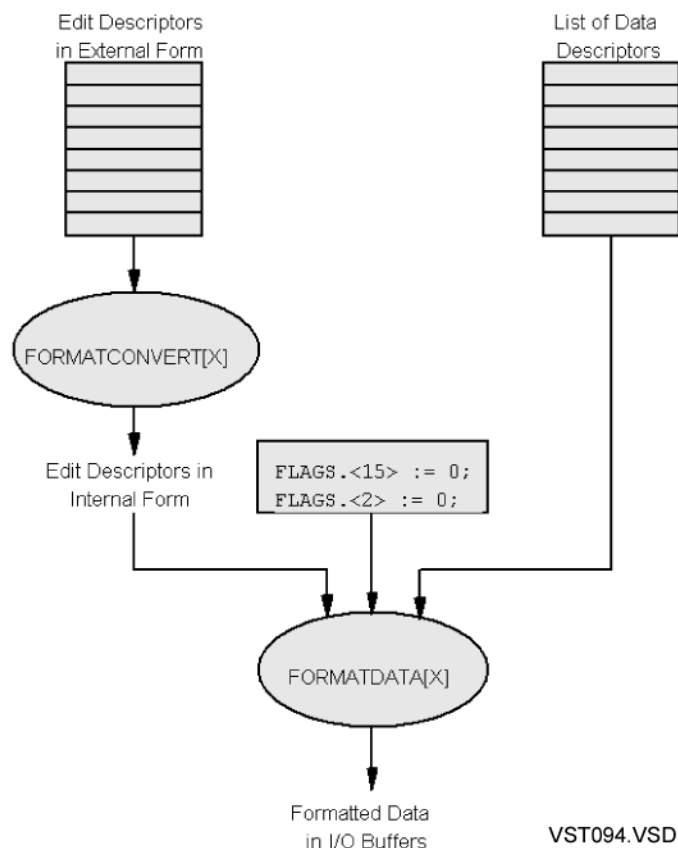 Edit Descriptors
in External Form
List of Data
Descriptors
FORMATCONVERT[X]
Edit Descriptors in
Internal Form
FLAGS.<15> := 0;
FLAGS.<2> := 0;
FORMATDATA[X]
Formatted Data
in I/O Buffers
VST094.VSD